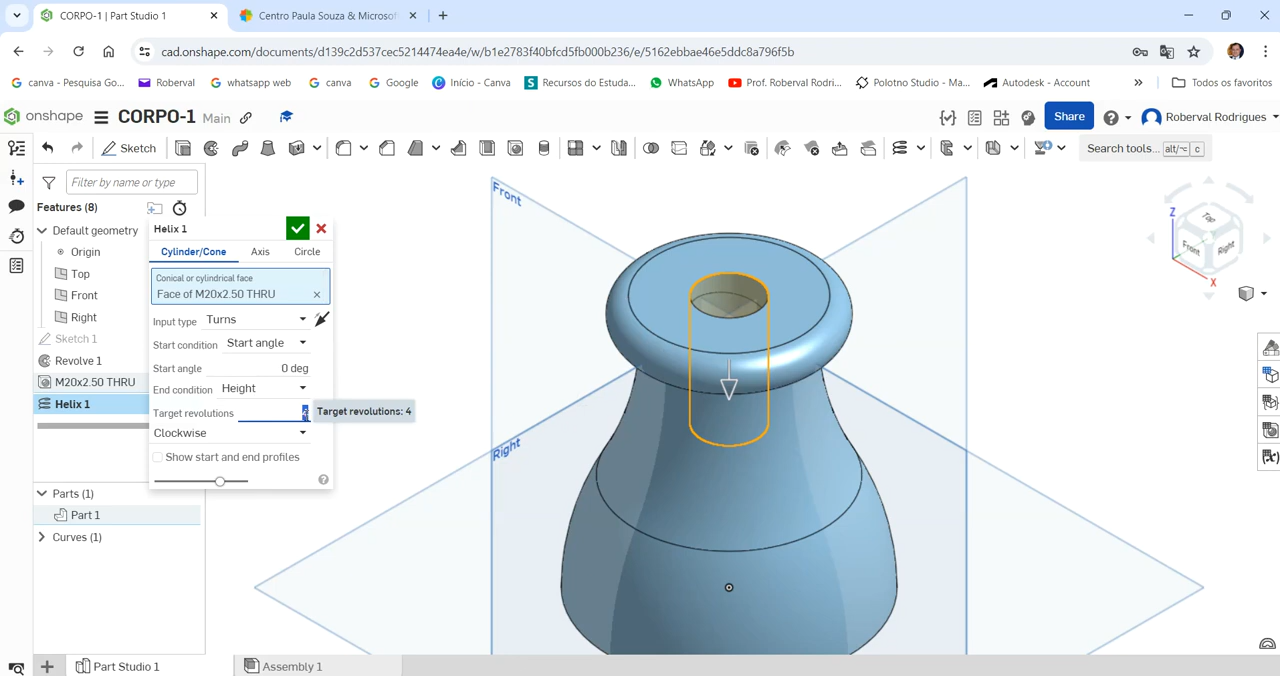 CORPO-1 | Part Studio 1
Centro Paula Souza & Microsof
cad.onshape.com/documents/d139c2d537cec5214474ea4e/w/b1e2783f40bfcd5fb000b236/e/5162ebbae46e5ddc8a796f5b
canva - Pesquisa Go...
Roberval
whatsapp web
canva
Google
Início - Canva
Recursos do Estuda...
WhatsApp
Prof. Roberval Rodri...
Polotno Studio - Ma...
Autodesk - Account
Todos os favoritos
onshape
CORPO-1 Main
Share
Roberval Rodrigues
Sketch
Search tools... alt/⌥ c
Filter by name or type
Features (8)
Default geometry
Origin
Top
Front
Right
Sketch 1
Revolve 1
M20x2.50 THRU
Helix 1
Parts (1)
Part 1
Curves (1)
Helix 1
Cylinder/Cone Axis Circle
Conical or cylindrical face
Face of M20x2.50 THRU
Input type Turns
Start condition Start angle
Start angle 0 deg
End condition Height
Target revolutions
Target revolutions: 4
Clockwise
Show start and end profiles
Front
Right
Z
Top
Front
Right
X
Part Studio 1
Assembly 1